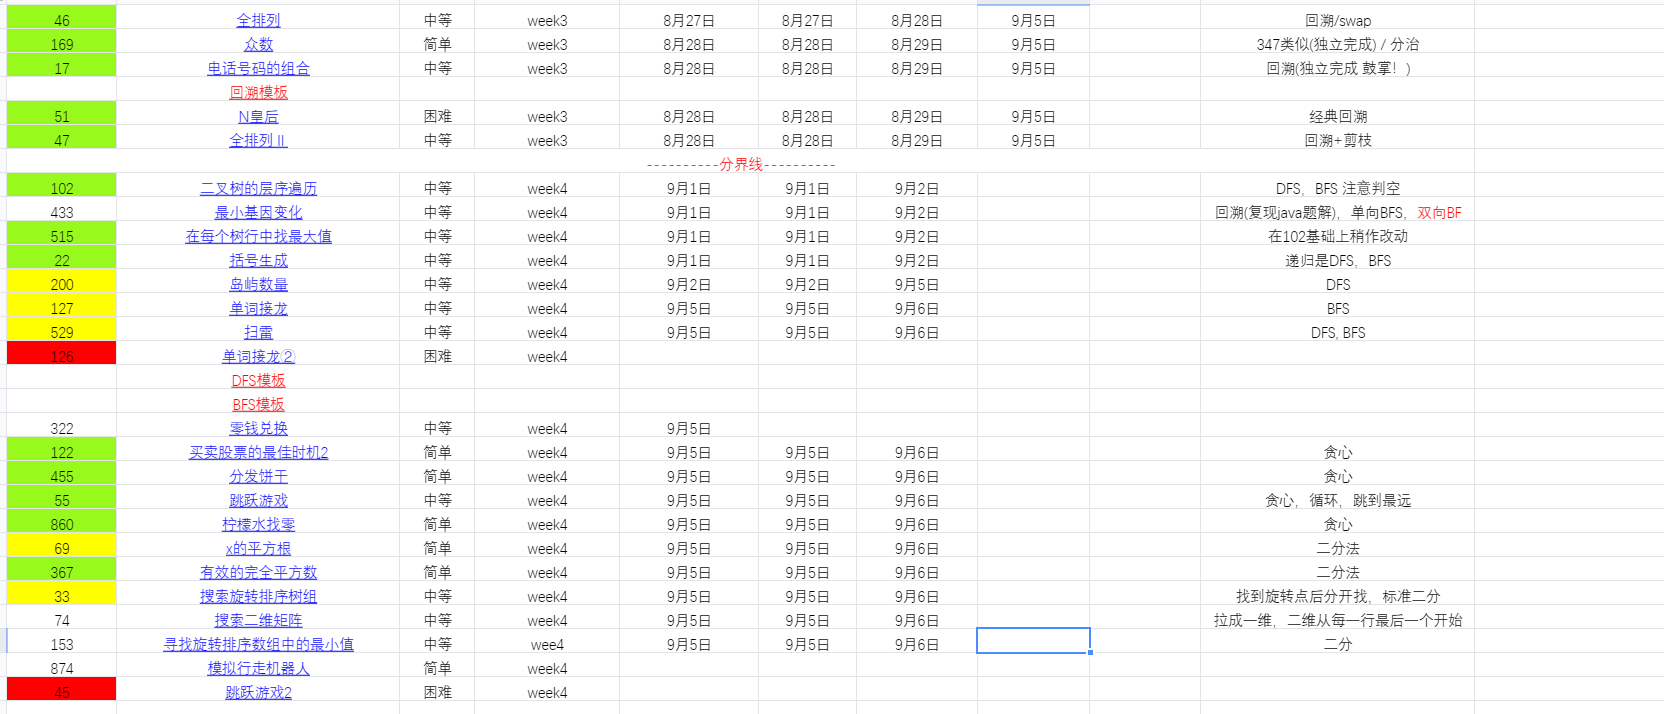 46 全排列 中等 week3 8月27日 8月27日 8月28日 9月5日 回溯/swap
169 众数 简单 week3 8月28日 8月28日 8月29日 9月5日 347类似(独立完成) / 分治
17 电话号码的组合 中等 week3 8月28日 8月28日 8月29日 9月5日 回溯(独立完成 鼓掌！)
回溯模板
51 N皇后 困难 week3 8月28日 8月28日 8月29日 9月5日 经典回溯
47 全排列 II 中等 week3 8月28日 8月28日 8月29日 9月5日 回溯+剪枝
----------分界线----------
102 二叉树的层序遍历 中等 week4 9月1日 9月1日 9月2日 DFS，BFS 注意判空
433 最小基因变化 中等 week4 9月1日 9月1日 9月2日 回溯(复现java题解)，单向BFS，双向BF
515 在每个树行中找最大值 中等 week4 9月1日 9月1日 9月2日 在102基础上稍作改动
22 括号生成 中等 week4 9月1日 9月1日 9月2日 递归是DFS，BFS
200 岛屿数量 中等 week4 9月2日 9月2日 9月5日 DFS
127 单词接龙 中等 week4 9月5日 9月5日 9月6日 BFS
529 扫雷 中等 week4 9月5日 9月5日 9月6日 DFS, BFS
126 单词接龙② 困难 week4
DFS模板
BFS模板
322 零钱兑换 中等 week4 9月5日
122 买卖股票的最佳时机2 简单 week4 9月5日 9月5日 9月6日 贪心
455 分发饼干 简单 week4 9月5日 9月5日 9月6日 贪心
55 跳跃游戏 中等 week4 9月5日 9月5日 9月6日 贪心，循环，跳到最远
860 柠檬水找零 简单 week4 9月5日 9月5日 9月6日 贪心
69 x的平方根 简单 week4 9月5日 9月5日 9月6日 二分法
367 有效的完全平方数 简单 week4 9月5日 9月5日 9月6日 二分法
33 搜索旋转排序树组 中等 week4 9月5日 9月5日 9月6日 找到旋转点后分开找，标准二分
74 搜索二维矩阵 中等 week4 9月5日 9月5日 9月6日 拉成一维，二维从每一行最后一个开始
153 寻找旋转排序数组中的最小值 中等 wee4 9月5日 9月5日 9月6日 二分
874 模拟行走机器人 简单 week4
45 跳跃游戏2 困难 week4